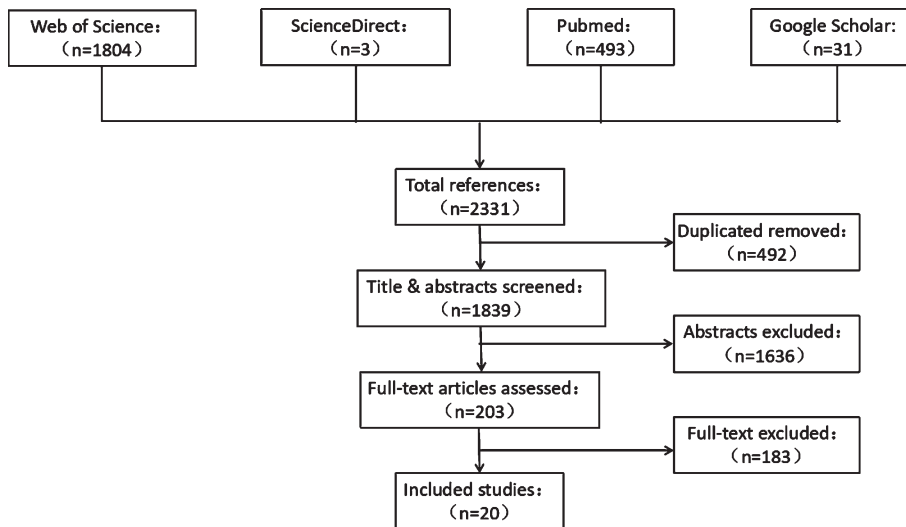 Web of Science：
（n=1804）
ScienceDirect：
（n=3）
Pubmed：
（n=493）
Google Scholar:
（n=31）
Total references：
（n=2331）
Duplicated removed：
（n=492）
Title & abstracts screened：
（n=1839）
Abstracts excluded：
（n=1636）
Full-text articles assessed：
（n=203）
Full-text excluded：
（n=183）
Included studies：
（n=20）